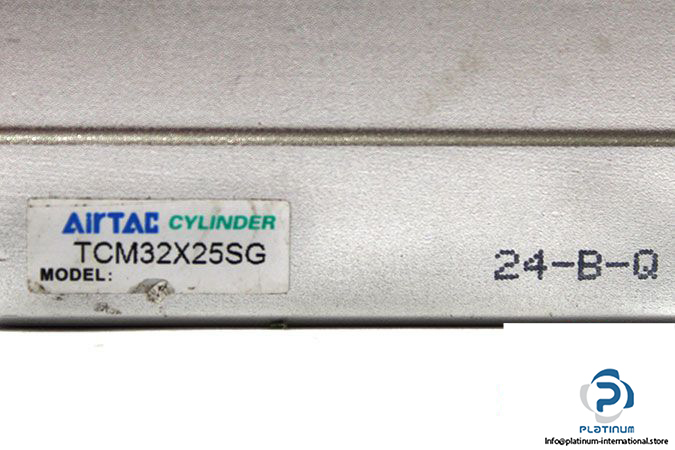 AirTAC CYLINDER
TCM32X25SG
MODEL:
24-B-Q
PLATINUM
Info@platinum-international.store